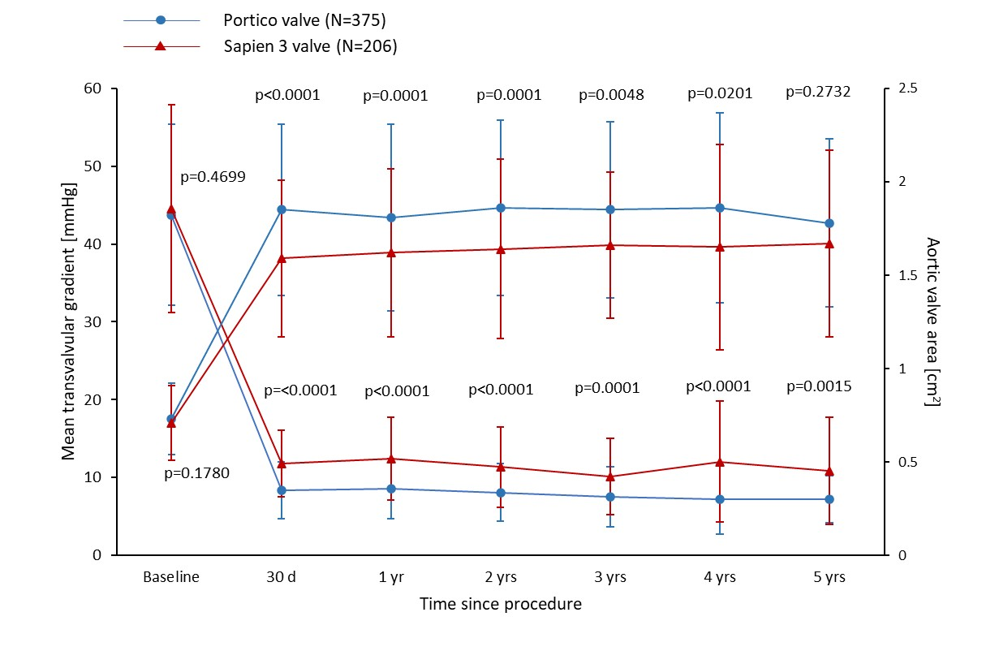 Portico valve (N=375)
Sapien 3 valve (N=206)
60
50
40
30
20
10
0
Mean transvalvular gradient [mmHg]
p<0.0001
p=0.0001
p=0.0001
p=0.0048
p=0.0201
p=0.2732
p=0.4699
p=<0.0001
p<0.0001
p<0.0001
p=0.0001
p<0.0001
p=0.0015
p=0.1780
2.5
2
1.5
1
0.5
0
Aortic valve area [cm²]
Baseline
30 d
1 yr
2 yrs
3 yrs
4 yrs
5 yrs
Time since procedure